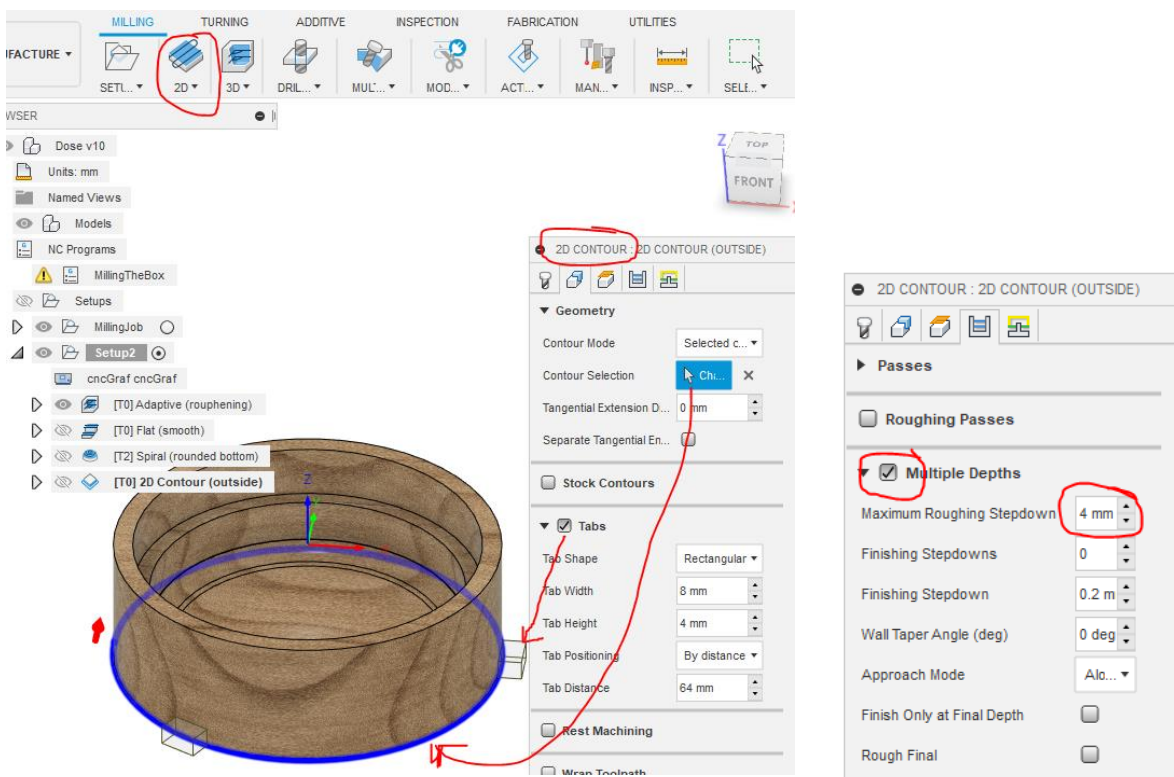 MILLING TURNING ADDITIVE INSPECTION FABRICATION UTILITIES
UFACTURE
SETU... 2D 3D DRIL... MUL'... MOD... ACT... MAN... INSP... SELE...
WSER
Dose v10
Units: mm
Named Views
Models
NC Programs
MillingTheBox
Setups
MillingJob
Setup2
cncGraf cncGraf
[T0] Adaptive (rouphening)
[T0] Flat (smooth)
[T2] Spiral (rounded bottom)
[T0] 2D Contour (outside)
Z
Z
TOP
FRONT
2D CONTOUR : 2D CONTOUR (OUTSIDE)
Geometry
Contour Mode Selected c...
Contour Selection Cha...
Tangential Extension D... 0 mm
Separate Tangential En...
Stock Contours
Tabs
Tab Shape Rectangular
Tab Width 8 mm
Tab Height 4 mm
Tab Positioning By distance
Tab Distance 64 mm
Rest Machining
Wrap Toolpath
2D CONTOUR : 2D CONTOUR (OUTSIDE)
Passes
Roughing Passes
Multiple Depths
Maximum Roughing Stepdown 4 mm
Finishing Stepdowns 0
Finishing Stepdown 0.2 m
Wall Taper Angle (deg) 0 deg
Approach Mode Alo...
Finish Only at Final Depth
Rough Final